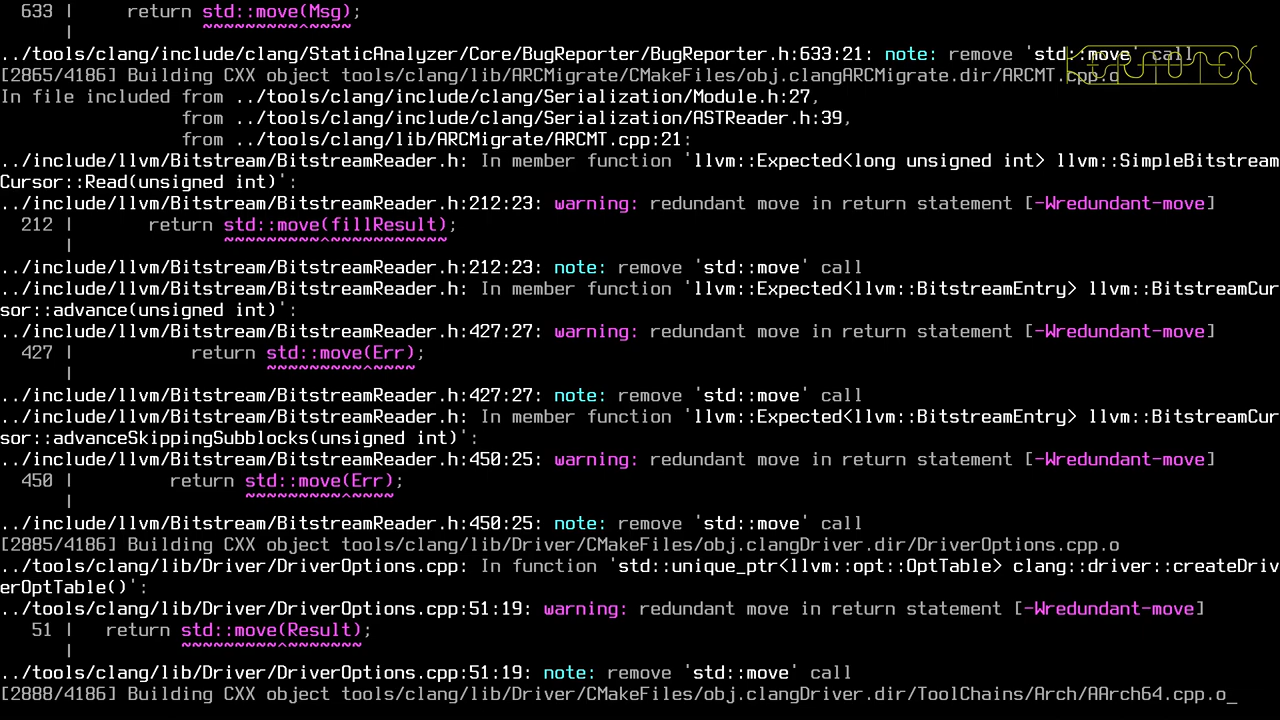 633 |     return std::move(Msg);
    |            ~~~~~~~~~^~~~~
../tools/clang/include/clang/StaticAnalyzer/Core/BugReporter/BugReporter.h:633:21: note: remove 'std::move' call
[2865/4186] Building CXX object tools/clang/lib/ARCMigrate/CMakeFiles/obj.clangARCMigrate.dir/ARCMT.cpp.o
In file included from ../tools/clang/include/clang/Serialization/Module.h:27,
                 from ../tools/clang/include/clang/Serialization/ASTReader.h:39,
                 from ../tools/clang/lib/ARCMigrate/ARCMT.cpp:21:
../include/llvm/Bitstream/BitstreamReader.h: In member function 'llvm::Expected<long unsigned int> llvm::SimpleBitstream
Cursor::Read(unsigned int)':
../include/llvm/Bitstream/BitstreamReader.h:212:23: warning: redundant move in return statement [-Wredundant-move]
  212 |       return std::move(fillResult);
      |              ~~~~~~~~~^~~~~~~~~~~~
../include/llvm/Bitstream/BitstreamReader.h:212:23: note: remove 'std::move' call
../include/llvm/Bitstream/BitstreamReader.h: In member function 'llvm::Expected<llvm::BitstreamEntry> llvm::BitstreamCur
sor::advance(unsigned int)':
../include/llvm/Bitstream/BitstreamReader.h:427:27: warning: redundant move in return statement [-Wredundant-move]
  427 |           return std::move(Err);
      |                  ~~~~~~~~~^~~~~
../include/llvm/Bitstream/BitstreamReader.h:427:27: note: remove 'std::move' call
../include/llvm/Bitstream/BitstreamReader.h: In member function 'llvm::Expected<llvm::BitstreamEntry> llvm::BitstreamCur
sor::advanceSkippingSubblocks(unsigned int)':
../include/llvm/Bitstream/BitstreamReader.h:450:25: warning: redundant move in return statement [-Wredundant-move]
  450 |         return std::move(Err);
      |                ~~~~~~~~~^~~~~
../include/llvm/Bitstream/BitstreamReader.h:450:25: note: remove 'std::move' call
[2885/4186] Building CXX object tools/clang/lib/Driver/CMakeFiles/obj.clangDriver.dir/DriverOptions.cpp.o
../tools/clang/lib/Driver/DriverOptions.cpp: In function 'std::unique_ptr<llvm::opt::OptTable> clang::driver::createDriv
erOptTable()':
../tools/clang/lib/Driver/DriverOptions.cpp:51:19: warning: redundant move in return statement [-Wredundant-move]
   51 |   return std::move(Result);
      |          ~~~~~~~~~^~~~~~~~
../tools/clang/lib/Driver/DriverOptions.cpp:51:19: note: remove 'std::move' call
[2888/4186] Building CXX object tools/clang/lib/Driver/CMakeFiles/obj.clangDriver.dir/ToolChains/Arch/AArch64.cpp.o_